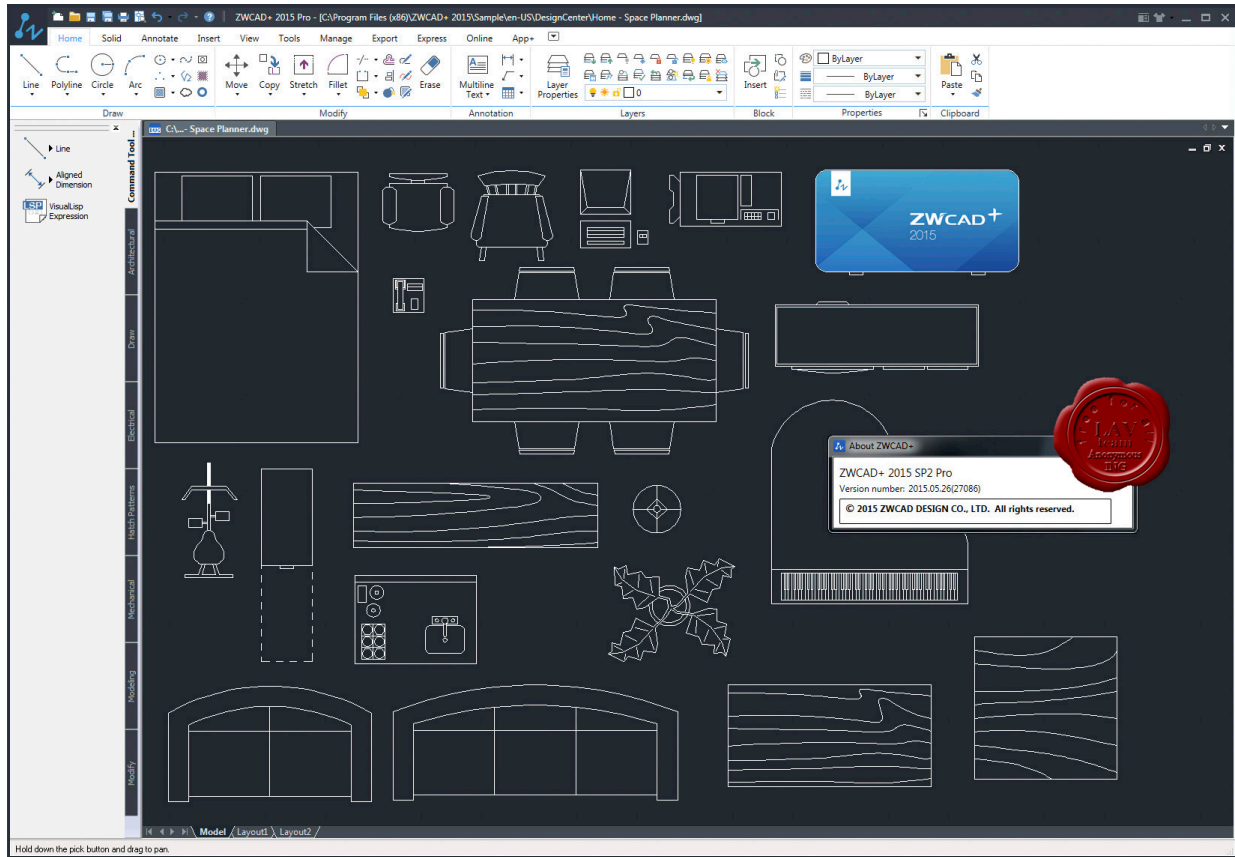 ZWCAD+ 2015 Pro - [C:\Program Files (x86)\ZWCAD+ 2015\Sample\en-US\DesignCenter\Home - Space Planner.dwg]
Home Solid Annotate Insert View Tools Manage Export Express Online App+
Line Polyline Circle Arc Move Copy Stretch Fillet Erase Multiline Text Layer Properties 0 Insert ByLayer ByLayer ByLayer Paste
Draw Modify Annotation Layers Block Properties Clipboard
C:\...- Space Planner.dwg
Line
Aligned
Dimension
LSP VisualLisp
Expression
Command Tool ...
Architectural
Draw
Electrical
Hatch Patterns
Mechanical
Modeling
Modify
ZWCAD+
2015
About ZWCAD+
ZWCAD+ 2015 SP2 Pro
Version number: 2015.05.26(27086)
© 2015 ZWCAD DESIGN CO., LTD. All rights reserved.
LAV
team
Anonymous
Model Layout1 Layout2
Hold down the pick button and drag to pan.